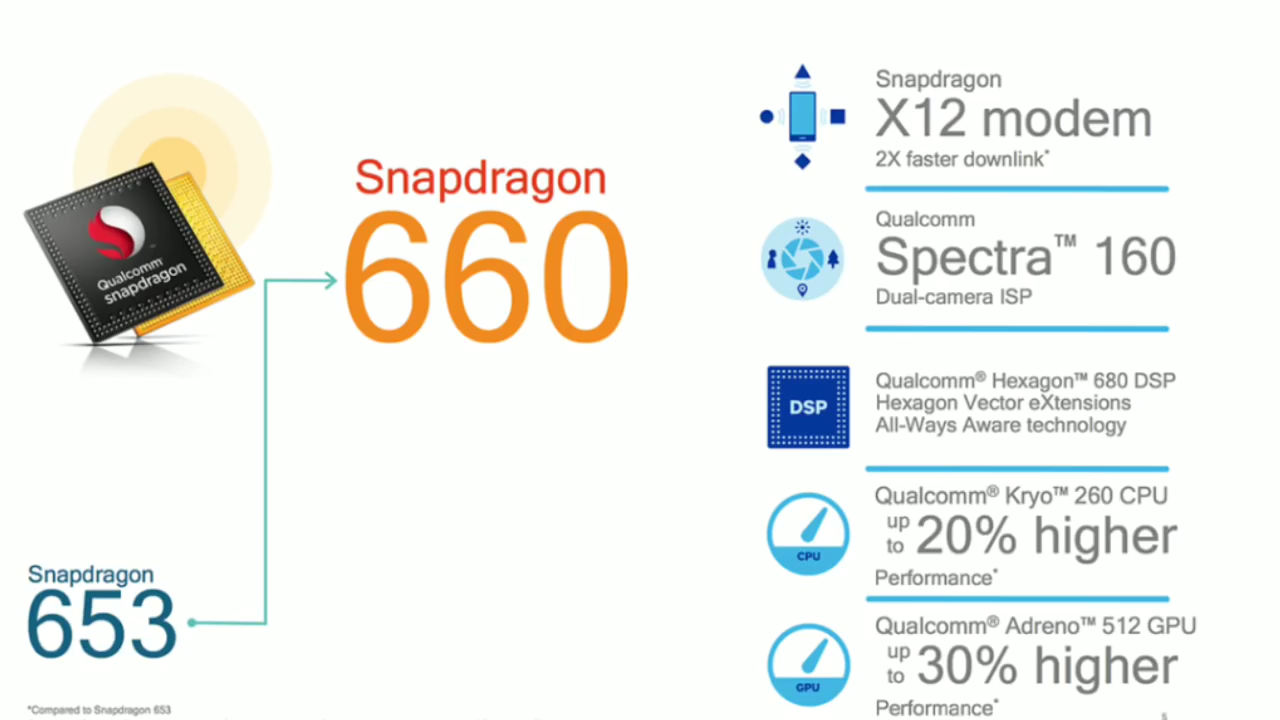 Qualcomm
snapdragon
Snapdragon
660
Snapdragon
653
*Compared to Snapdragon 653
Snapdragon
X12 modem
2X faster downlink*
Qualcomm
Spectra™ 160
Dual-camera ISP
DSP
Qualcomm® Hexagon™ 680 DSP
Hexagon Vector eXtensions
All-Ways Aware technology
CPU
Qualcomm® Kryo™ 260 CPU
up to 20% higher
Performance*
GPU
Qualcomm® Adreno™ 512 GPU
up to 30% higher
Performance*